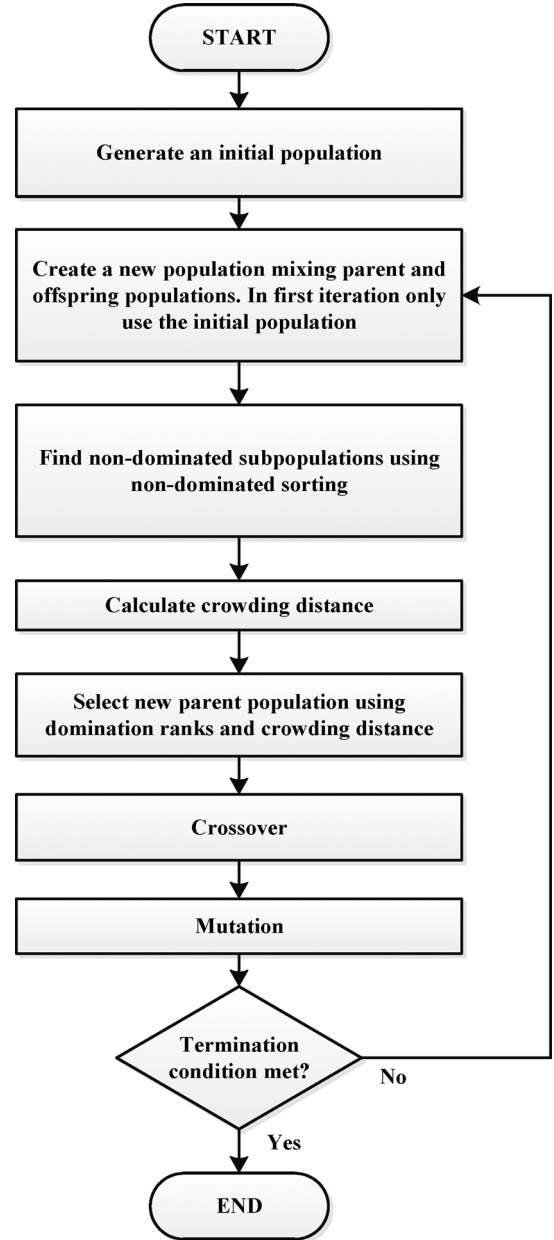 START
Generate an initial population
Create a new population mixing parent and
offspring populations. In first iteration only
use the initial population
Find non-dominated subpopulations using
non-dominated sorting
Calculate crowding distance
Select new parent population using
domination ranks and crowding distance
Crossover
Mutation
Termination
condition met?
No
Yes
END